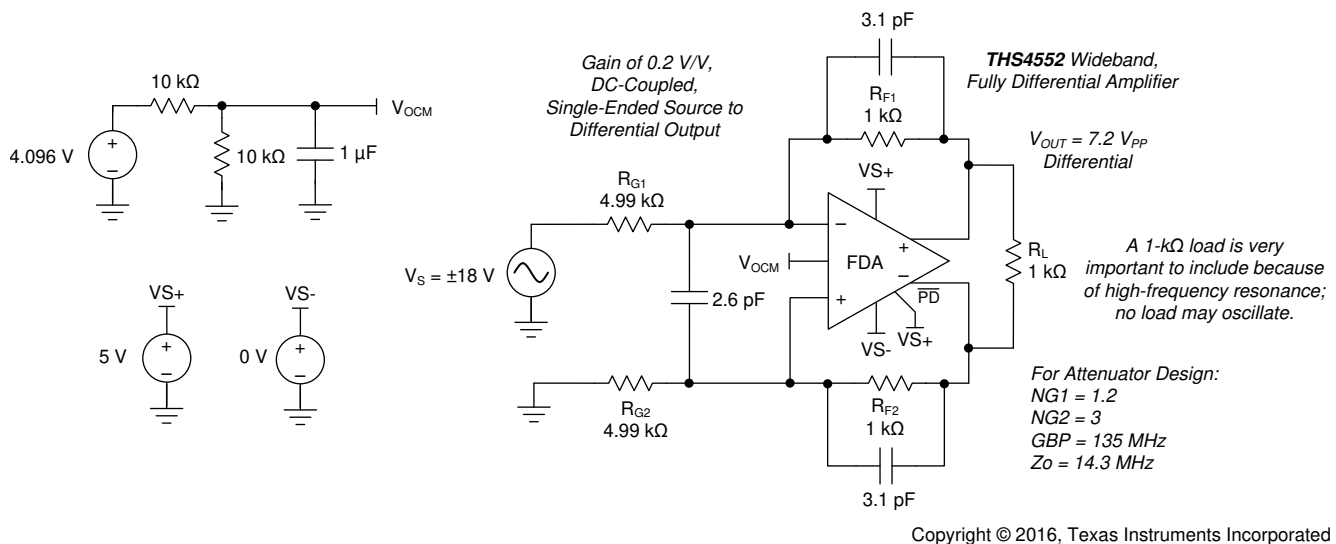 3.1 pF
Gain of 0.2 V/V,
DC-Coupled,
Single-Ended Source to
Differential Output
THS4552 Wideband,
Fully Differential Amplifier
10 kΩ
RF1
1 kΩ
VOCM
4.096 V
+
−
10 kΩ
1 µF
VOUT = 7.2 VPP
Differential
RG1
4.99 kΩ
VS+
−
+
RL
1 kΩ
A 1-kΩ load is very
important to include because
of high-frequency resonance;
no load may oscillate.
VS = ±18 V
VOCM
FDA
−
+
PD
2.6 pF
VS-
VS+
VS+
VS-
5 V
+
−
0 V
+
−
RG2
4.99 kΩ
RF2
1 kΩ
3.1 pF
For Attenuator Design:
NG1 = 1.2
NG2 = 3
GBP = 135 MHz
Zo = 14.3 MHz
Copyright © 2016, Texas Instruments Incorporated